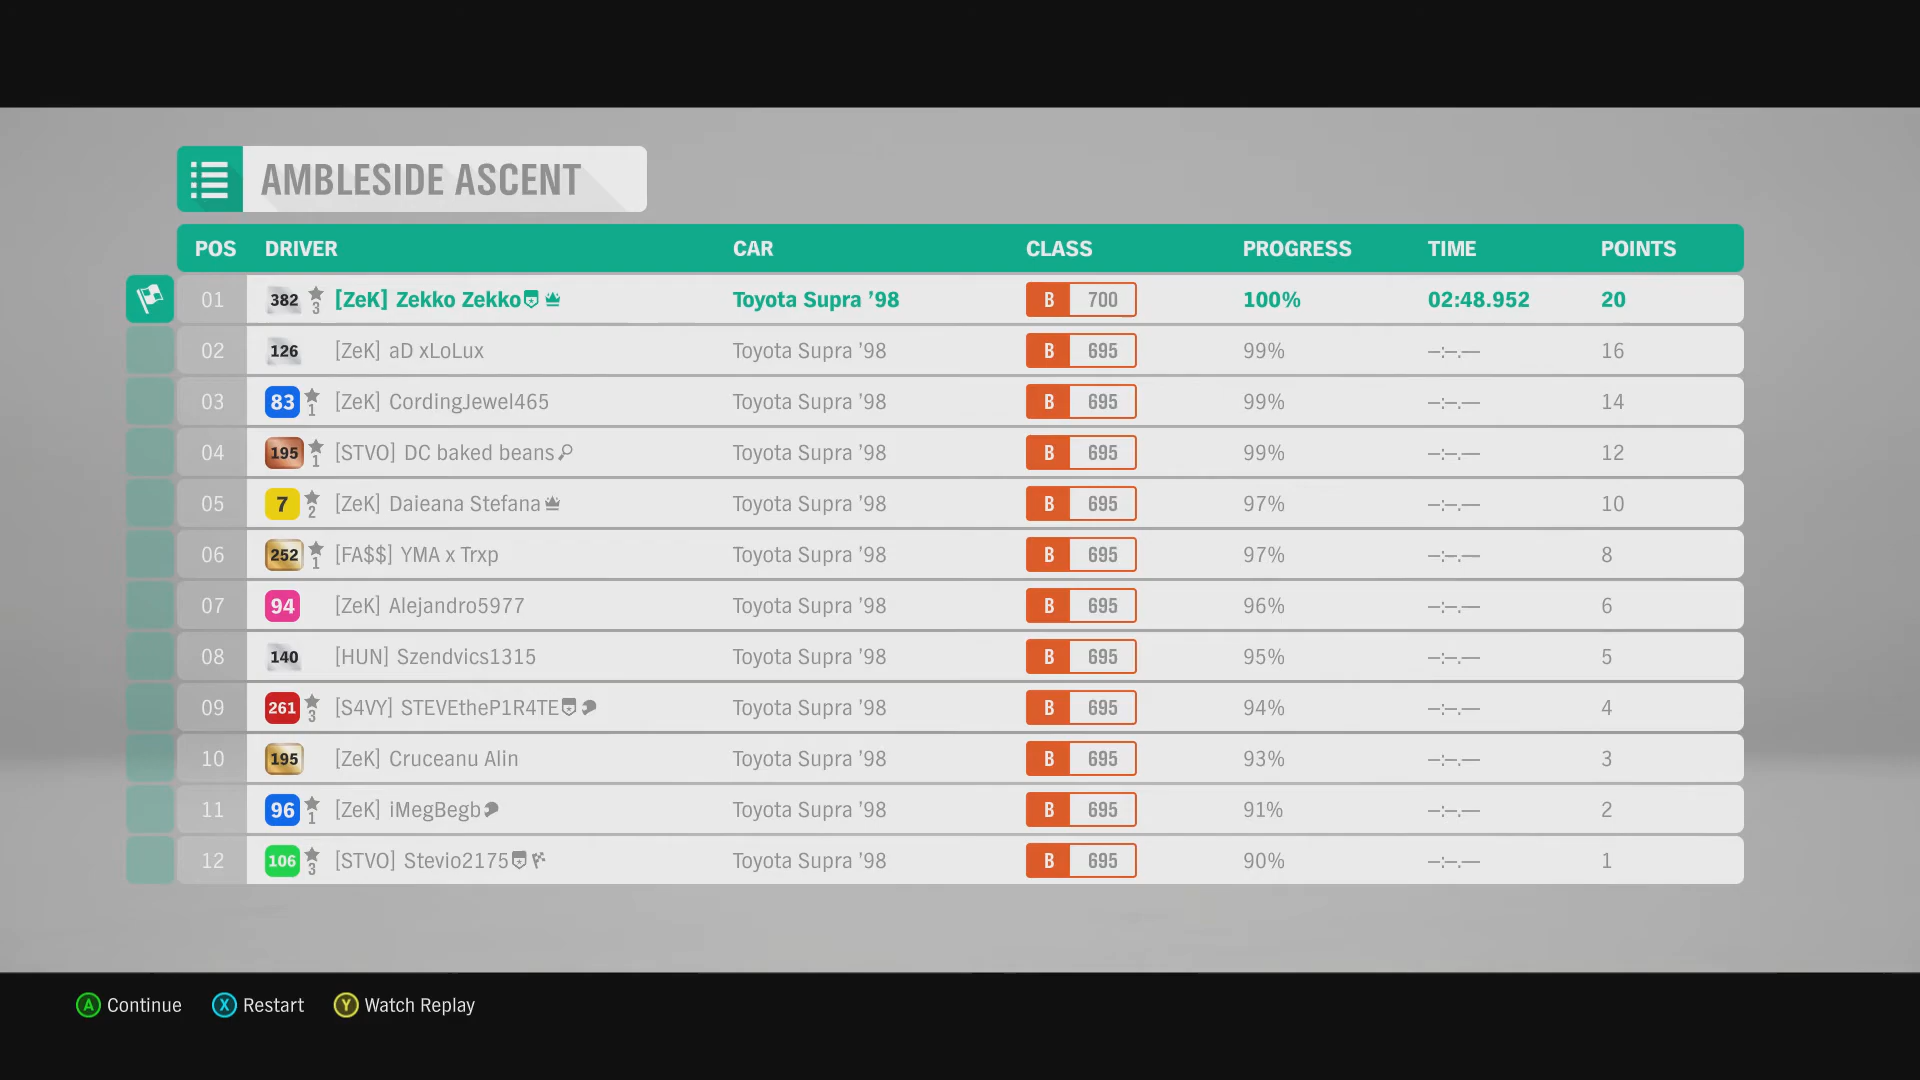 AMBLESIDE ASCENT
POS DRIVER CAR CLASS PROGRESS TIME POINTS
01 382 3 [ZeK] Zekko Zekko Toyota Supra ’98 B 700 100% 02:48.952 20
02 126 [ZeK] aD xLoLux Toyota Supra ’98 B 695 99% –:–.–– 16
03 83 1 [ZeK] CordingJewel465 Toyota Supra ’98 B 695 99% –:–.–– 14
04 195 1 [STVO] DC baked beans Toyota Supra ’98 B 695 99% –:–.–– 12
05 7 2 [ZeK] Daieana Stefana Toyota Supra ’98 B 695 97% –:–.–– 10
06 252 1 [FA$$] YMA x Trxp Toyota Supra ’98 B 695 97% –:–.–– 8
07 94 [ZeK] Alejandro5977 Toyota Supra ’98 B 695 96% –:–.–– 6
08 140 [HUN] Szendvics1315 Toyota Supra ’98 B 695 95% –:–.–– 5
09 261 3 [S4VY] STEVEtheP1R4TE Toyota Supra ’98 B 695 94% –:–.–– 4
10 195 [ZeK] Cruceanu Alin Toyota Supra ’98 B 695 93% –:–.–– 3
11 96 1 [ZeK] iMegBegb Toyota Supra ’98 B 695 91% –:–.–– 2
12 106 3 [STVO] Stevio2175 Toyota Supra ’98 B 695 90% –:–.–– 1
A Continue X Restart Y Watch Replay